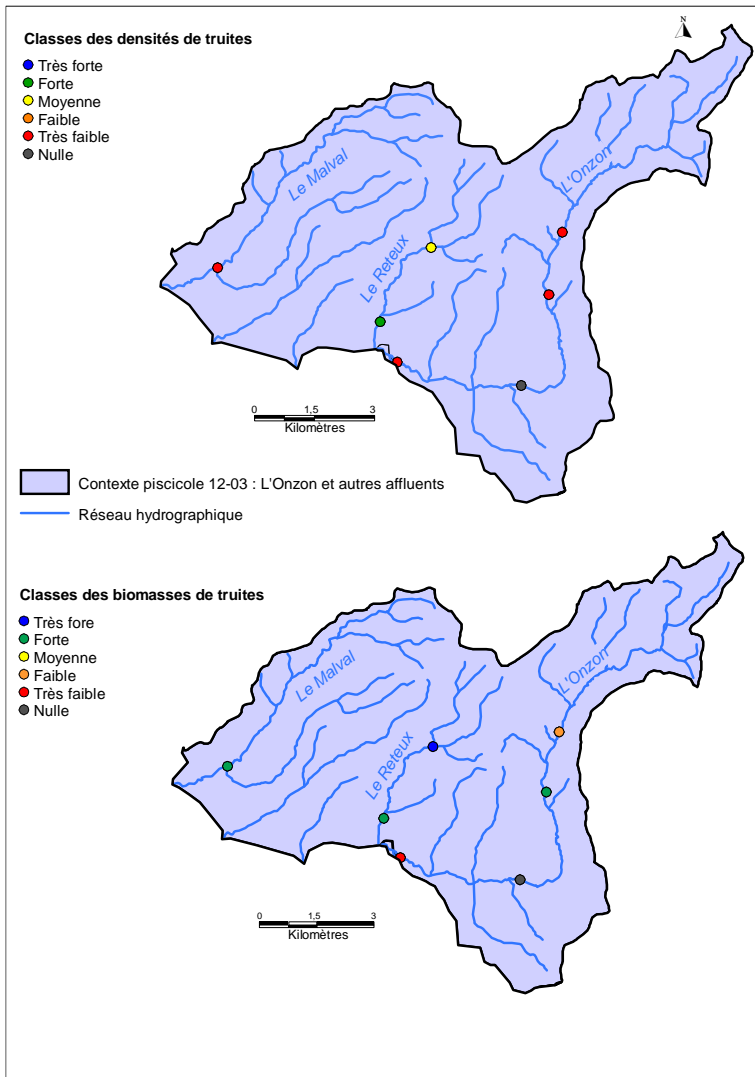 N
Classes des densités de truites
Très forte
Forte
Moyenne
Faible
Très faible
Nulle
Le Malval
L'Onzon
Le Reteux
0 1,5 3
Kilomètres
Contexte piscicole 12-03 : L'Onzon et autres affluents
Réseau hydrographique
Classes des biomasses de truites
Très fore
Forte
Moyenne
Faible
Très faible
Nulle
Le Malval
L'Onzon
Le Reteux
0 1,5 3
Kilomètres